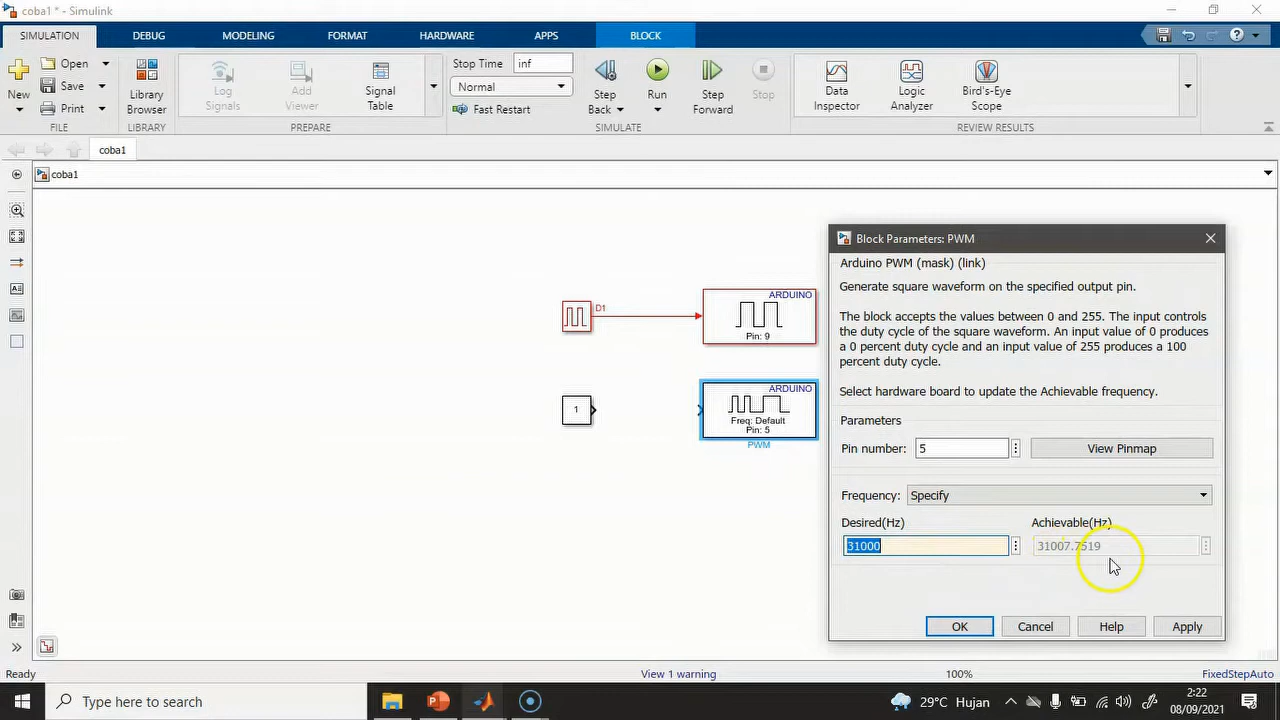 coba1 * - Simulink
SIMULATION DEBUG MODELING FORMAT HARDWARE APPS BLOCK
New
Open
Save
Print
FILE
Library Browser
LIBRARY
Log Signals
Add Viewer
Signal Table
PREPARE
Stop Time inf
Normal
Fast Restart
Step Back
Run
Step Forward
Stop
SIMULATE
Data Inspector
Logic Analyzer
Bird's-Eye Scope
REVIEW RESULTS
coba1
coba1
D1
ARDUINO
Pin: 9
1
ARDUINO
Freq: Default
Pin: 5
PWM
Block Parameters: PWM
Arduino PWM (mask) (link)
Generate square waveform on the specified output pin.
The block accepts the values between 0 and 255. The input controls
the duty cycle of the square waveform. An input value of 0 produces
a 0 percent duty cycle and an input value of 255 produces a 100
percent duty cycle.
Select hardware board to update the Achievable frequency.
Parameters
Pin number: 5 View Pinmap
Frequency: Specify
Desired(Hz) Achievable(Hz)
31000 31007.7519
OK Cancel Help Apply
Ready View 1 warning 100% FixedStepAuto
Type here to search
29°C Hujan
2:22
08/09/2021